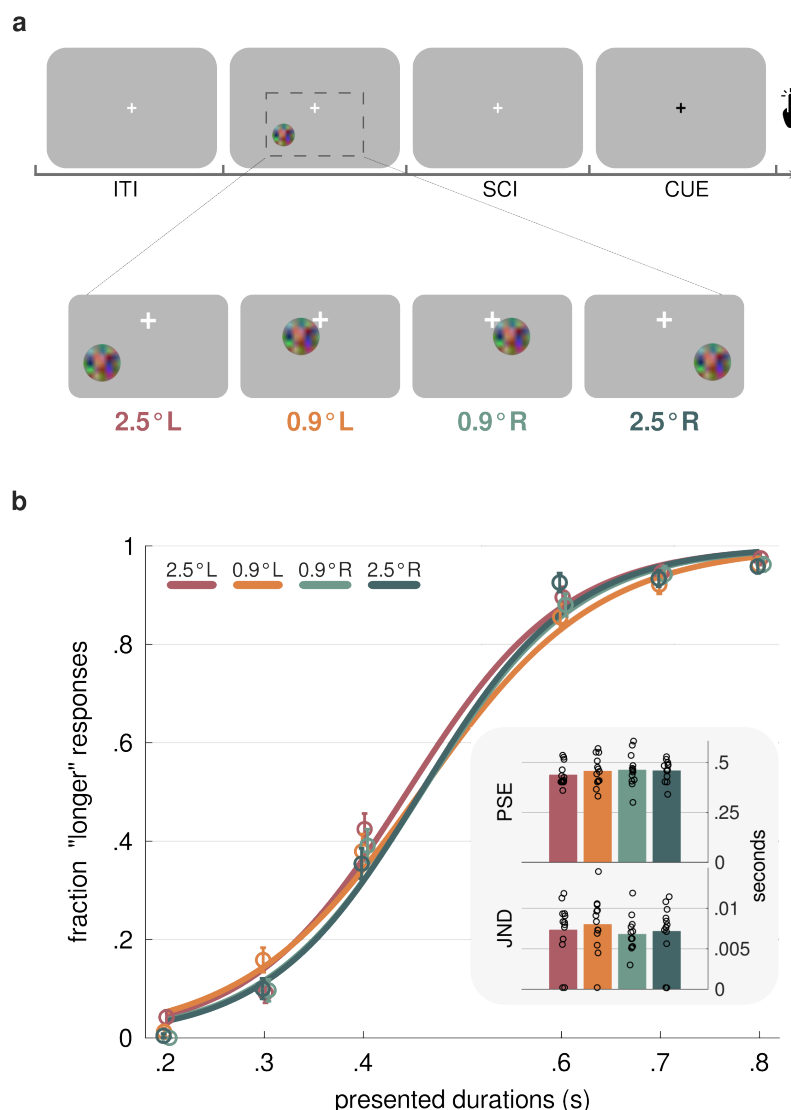 a
ITI
SCI
CUE
2.5°L 0.9°L 0.9°R 2.5°R
b
1
.8
.6
.4
.2
0
fraction "longer" responses
2.5°L 0.9°L 0.9°R 2.5°R
PSE
.5
.25
0
JND
.01
.005
0
seconds
.2 .3 .4 .6 .7 .8
presented durations (s)